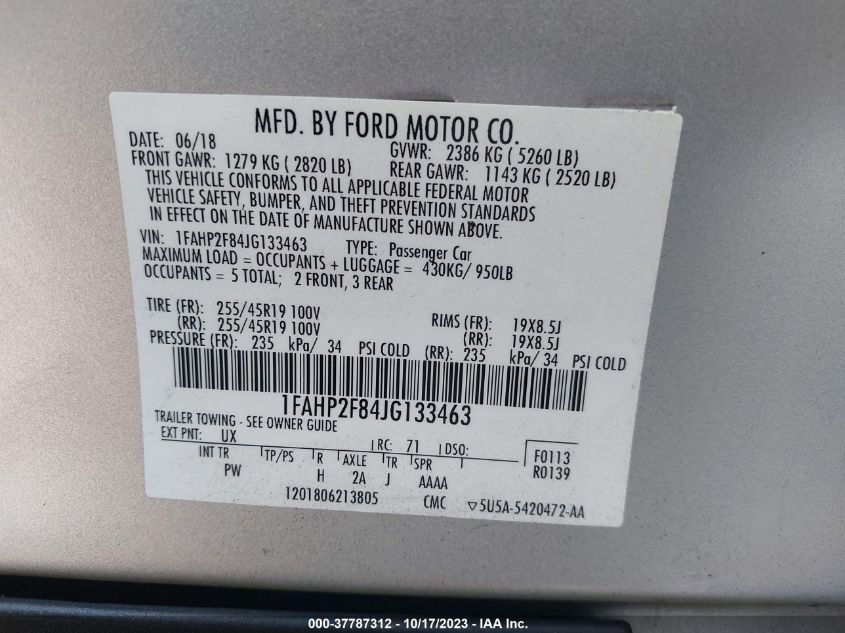 MFD. BY FORD MOTOR CO.
DATE: 06/18 GVWR: 2386 KG ( 5260 LB)
FRONT GAWR: 1279 KG ( 2820 LB) REAR GAWR: 1143 KG ( 2520 LB)
THIS VEHICLE CONFORMS TO ALL APPLICABLE FEDERAL MOTOR
VEHICLE SAFETY, BUMPER, AND THEFT PREVENTION STANDARDS
IN EFFECT ON THE DATE OF MANUFACTURE SHOWN ABOVE.
VIN: 1FAHP2F84JG133463 TYPE: Passenger Car
MAXIMUM LOAD = OCCUPANTS + LUGGAGE = 430KG/ 950LB
OCCUPANTS = 5 TOTAL; 2 FRONT, 3 REAR
TIRE (FR): 255/45R19 100V RIMS (FR): 19X8.5J
(RR): 255/45R19 100V (RR): 19X8.5J
PRESSURE (FR): 235 kPa/ 34 PSI COLD (RR): 235 kPa/ 34 PSI COLD
1FAHP2F84JG133463
TRAILER TOWING - SEE OWNER GUIDE
EXT PNT: UX RC: 71 DSO: F0113
INT TR TP/PS R AXLE TR SPR R0139
PW H 2A J AAAA
1201806213805 CMC ▽5U5A-5420472-AA
000-37787312 - 10/17/2023 - IAA Inc.